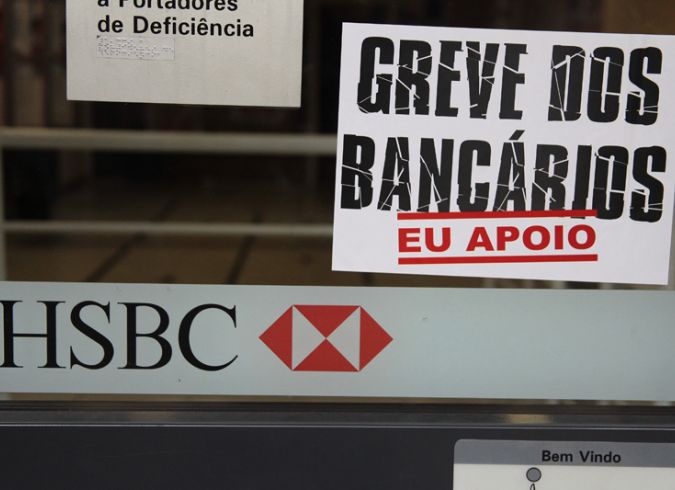 a Portadores
de Deficiência
GREVE DOS
BANCÁRIOS
EU APOIO
HSBC
Bem Vindo